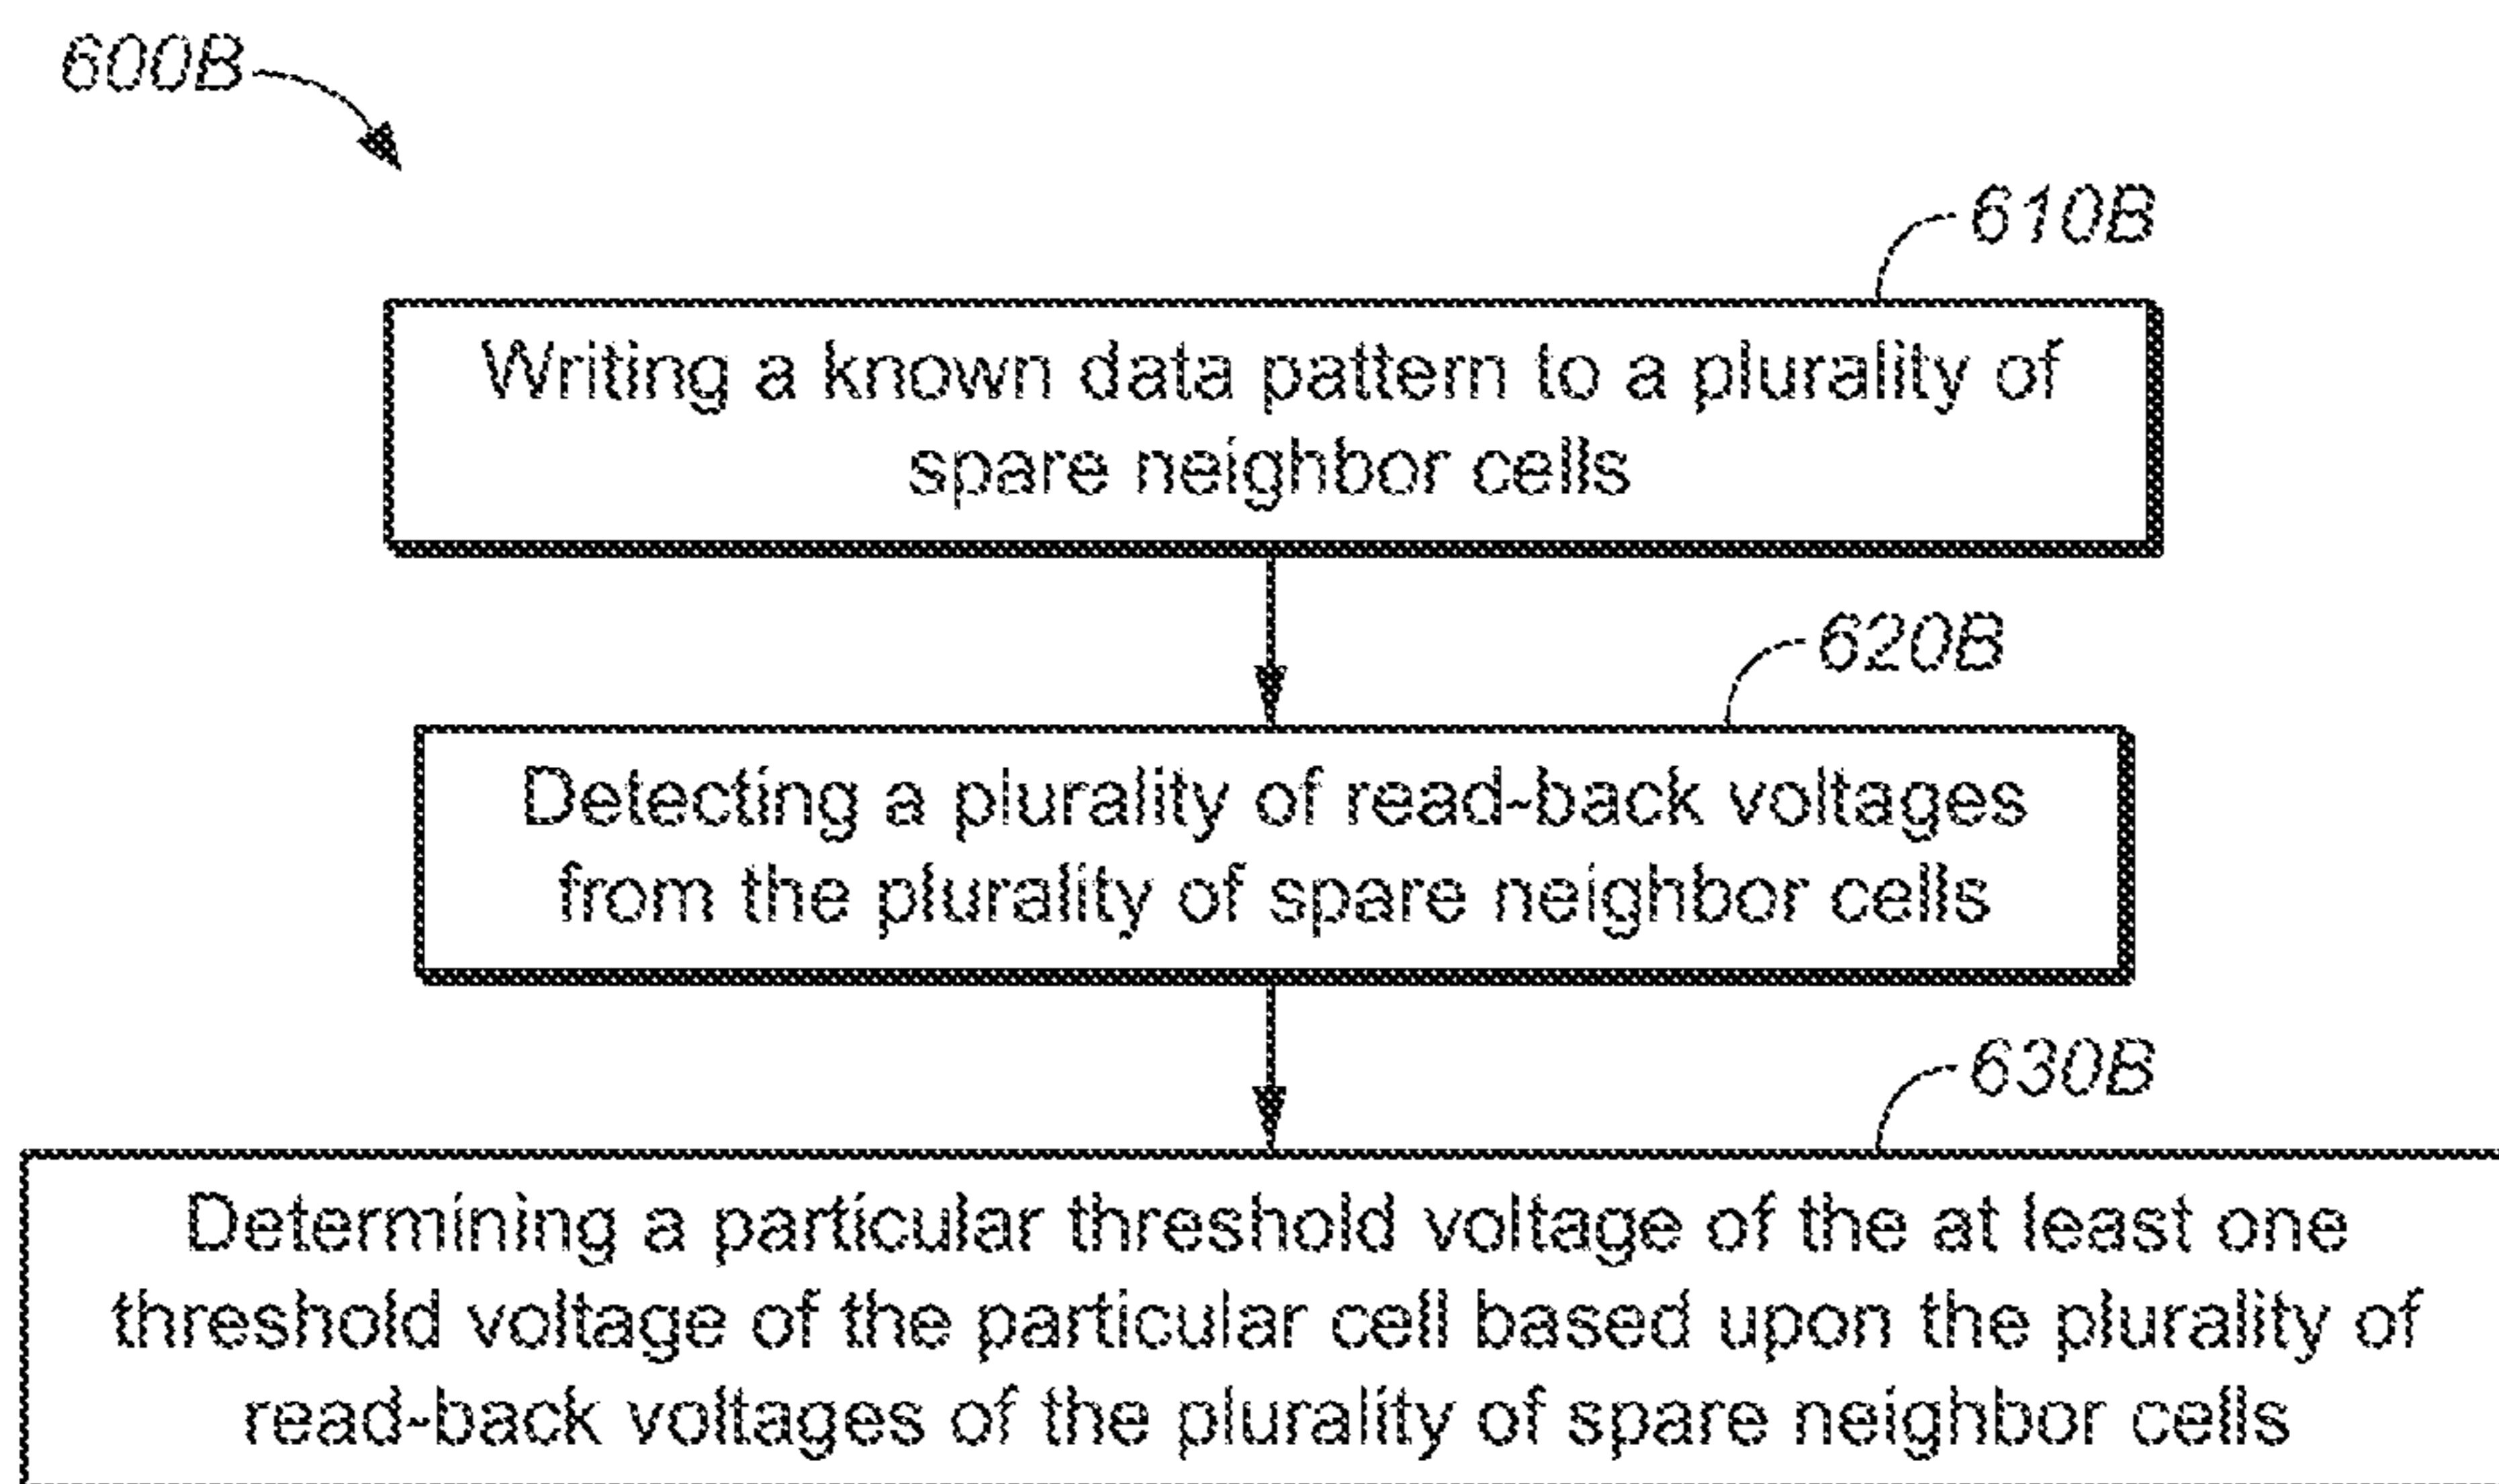 600B
610B
Writing a known data pattern to a plurality of
spare neighbor cells
620B
Detecting a plurality of read-back voltages
from the plurality of spare neighbor cells
630B
Determining a particular threshold voltage of the at least one
threshold voltage of the particular cell based upon the plurality of
read-back voltages of the plurality of spare neighbor cells